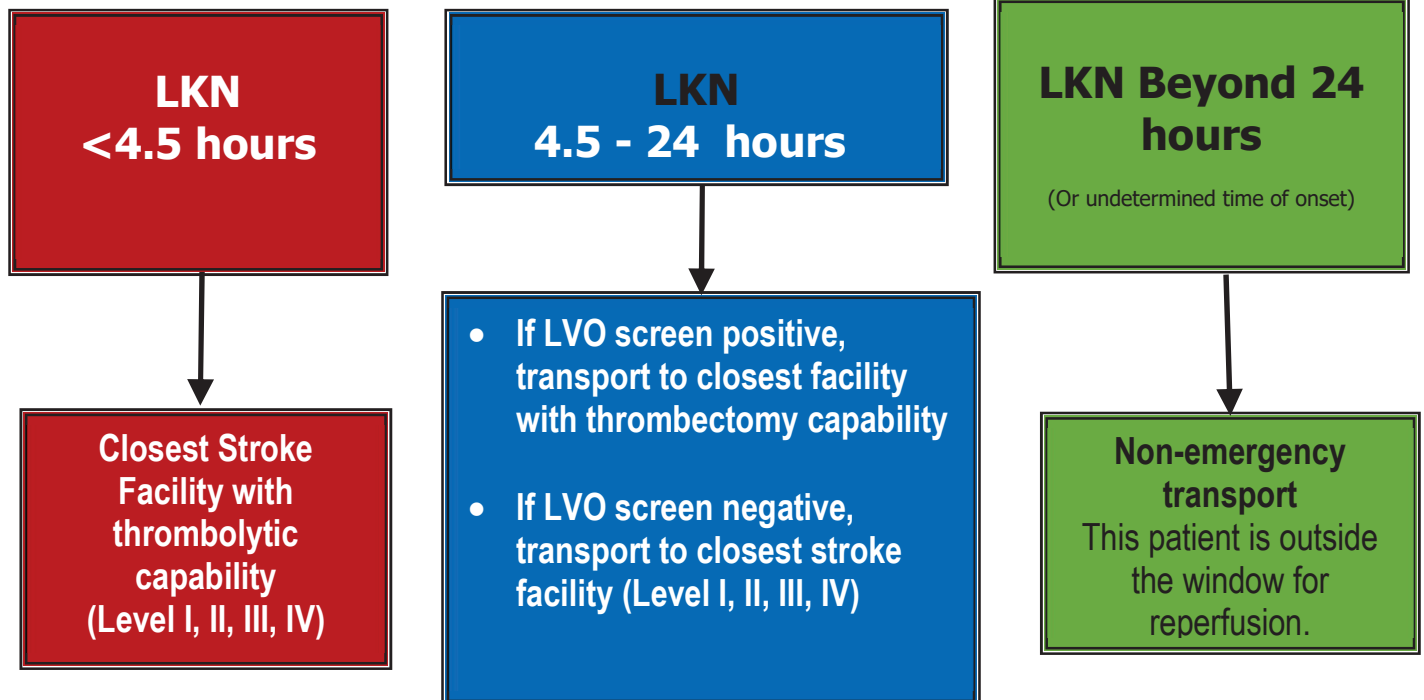 LKN
<4.5 hours
LKN
4.5 - 24 hours
LKN Beyond 24
hours
(Or undetermined time of onset)
Closest Stroke
Facility with
thrombolytic
capability
(Level I, II, III, IV)
• If LVO screen positive,
transport to closest facility
with thrombectomy capability
• If LVO screen negative,
transport to closest stroke
facility (Level I, II, III, IV)
Non-emergency
transport
This patient is outside
the window for
reperfusion.